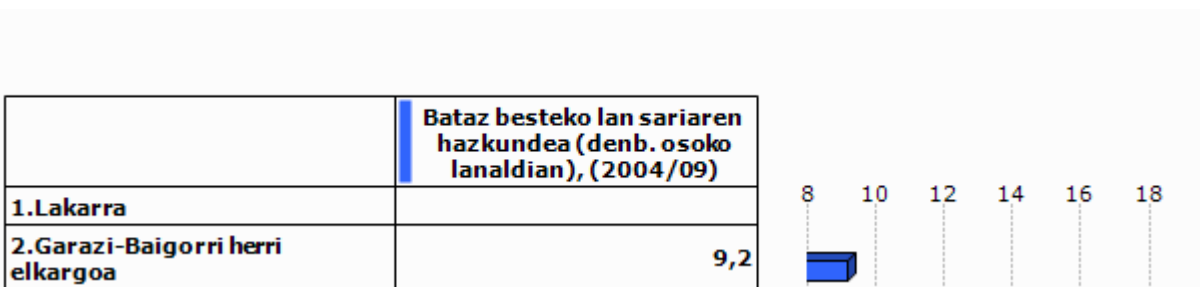 Bataz besteko lan sariaren
hazkundea (denb. osoko
lanaldian), (2004/09)
8 10 12 14 16 18
1.Lakarra
2.Garazi-Baigorri herri
elkargoa
9,2